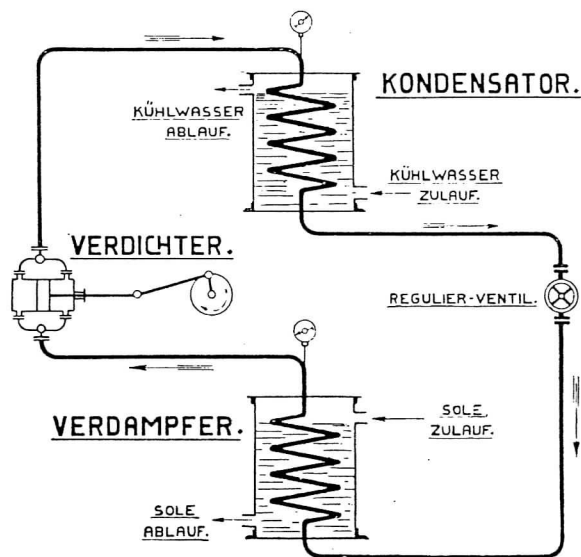 KONDENSATOR.
KÜHLWASSER
ABLAUF.
KÜHLWASSER
ZULAUF.
VERDICHTER.
REGULIER-VENTIL.
VERDAMPFER.
SOLE
ZULAUF.
SOLE
ABLAUF.